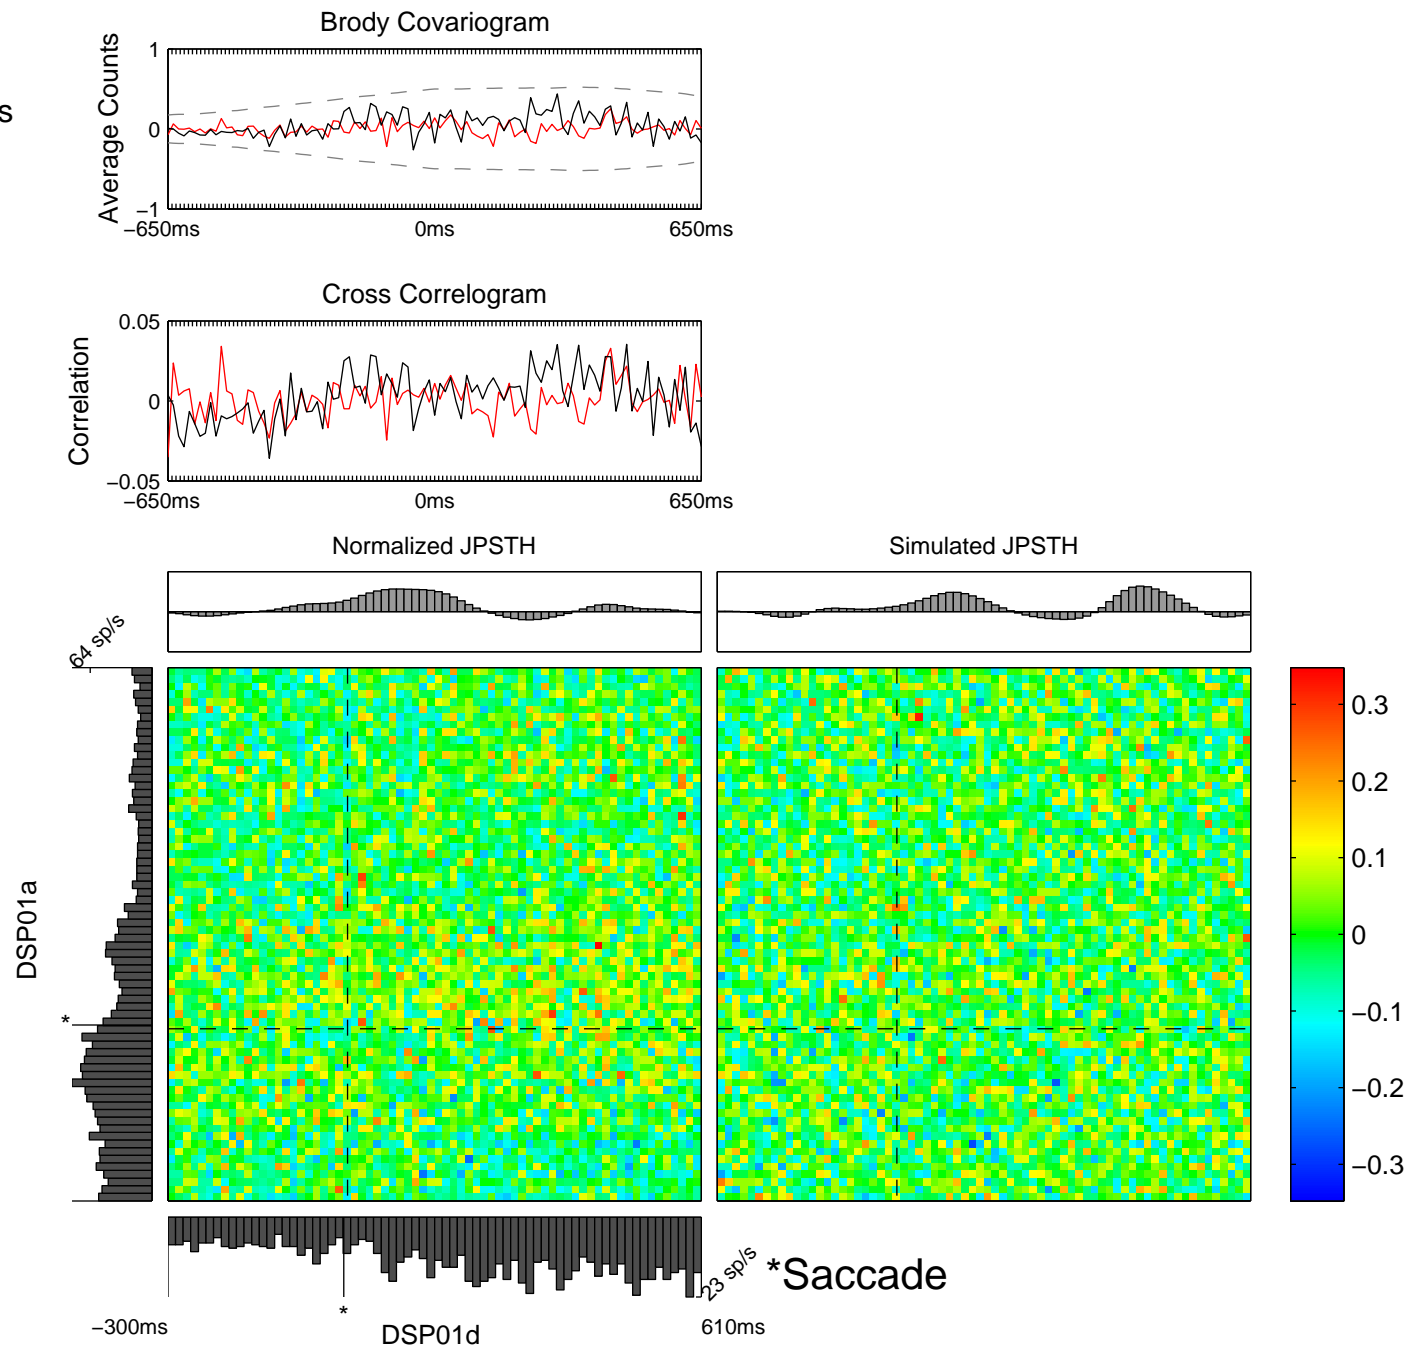 Brody Covariogram
s
Average Counts
1
0
−1
−650ms 0ms 650ms
Cross Correlogram
Correlation
0.05
0
−0.05
−650ms 0ms 650ms
Normalized JPSTH Simulated JPSTH
64 sp/s
DSP01a
*
0.3
0.2
0.1
0
−0.1
−0.2
−0.3
23 sp/s
*Saccade
*
−300ms DSP01d 610ms